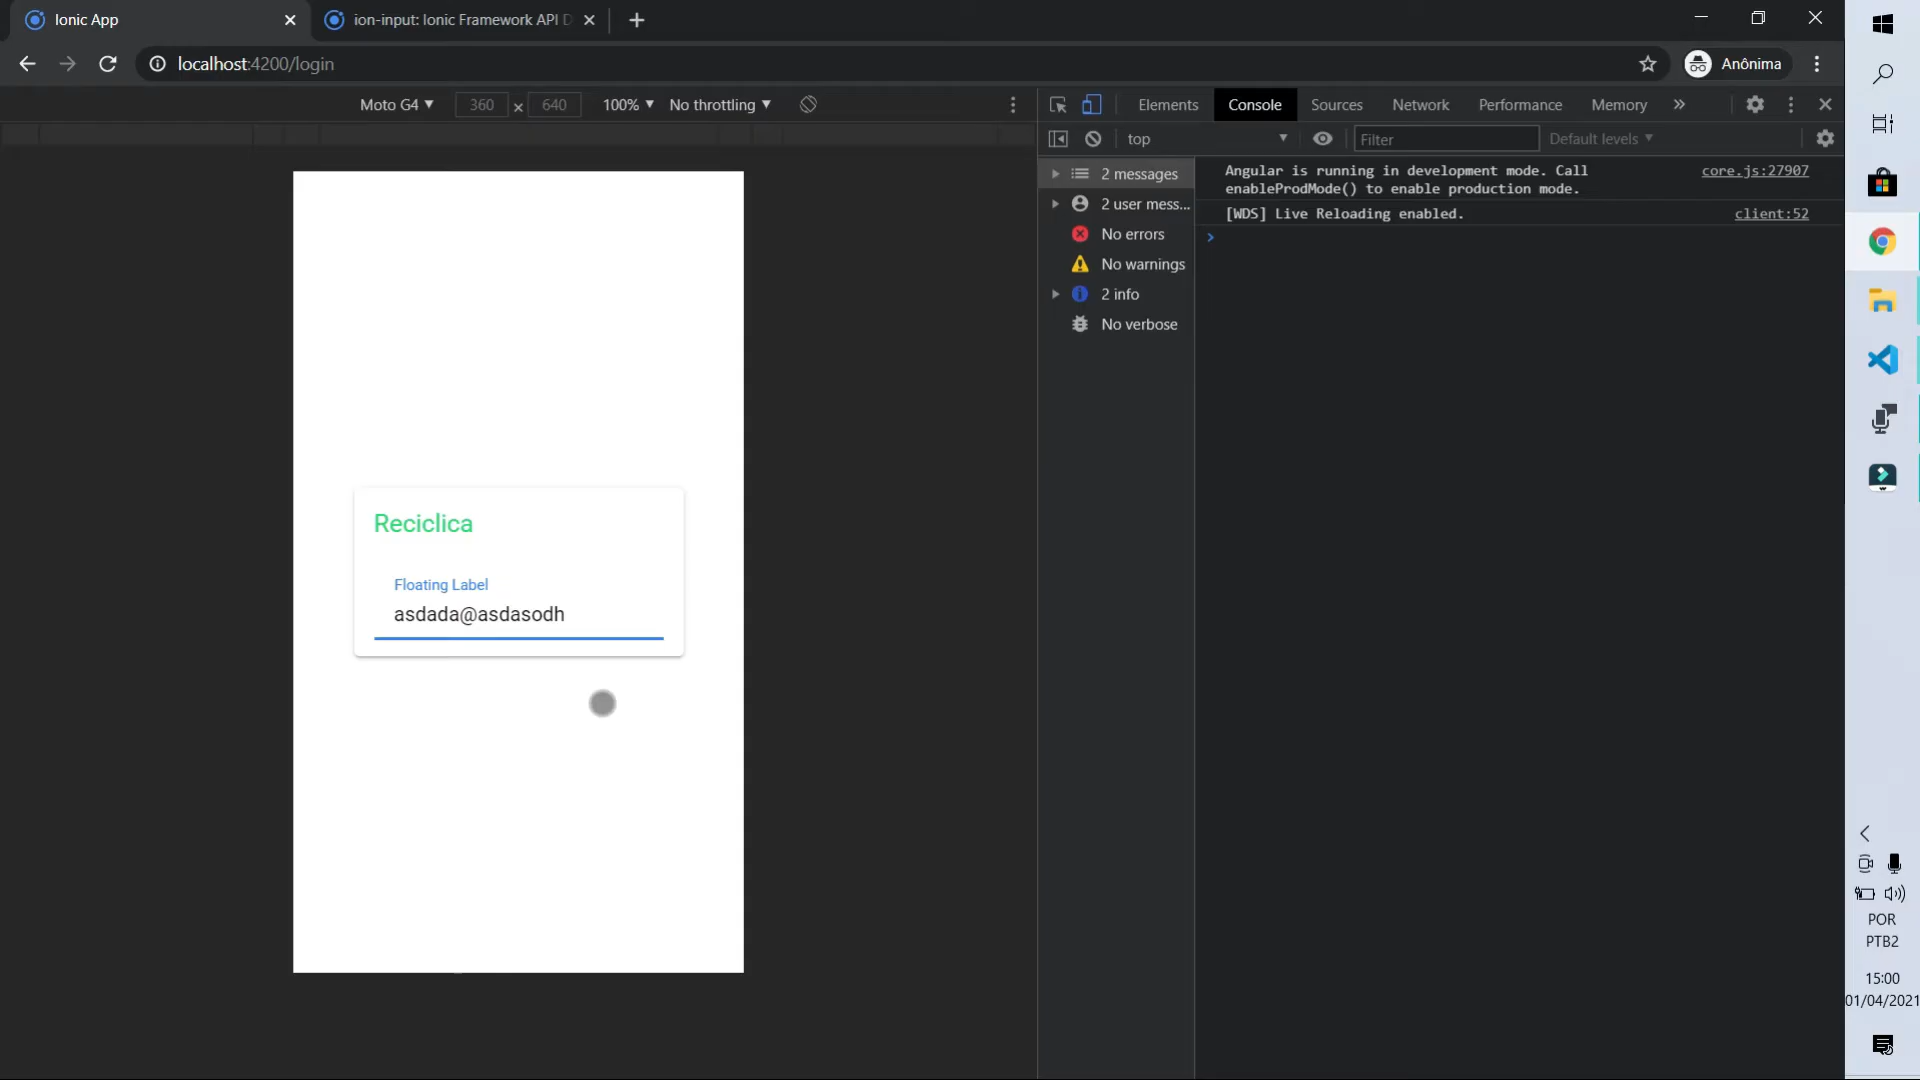 Ionic App
ion-input: Ionic Framework API D
localhost:4200/login
Anônima
Moto G4 ▼
360 × 640
100% ▼
No throttling ▼
Elements
Console
Sources
Network
Performance
Memory
»
top
Filter
Default levels ▼
2 messages
2 user mess...
No errors
No warnings
2 info
No verbose
Angular is running in development mode. Call core.js:27907
enableProdMode() to enable production mode.
[WDS] Live Reloading enabled. client:52
Reciclica
Floating Label
asdada@asdasodh
POR
PTB2
15:00
01/04/2021